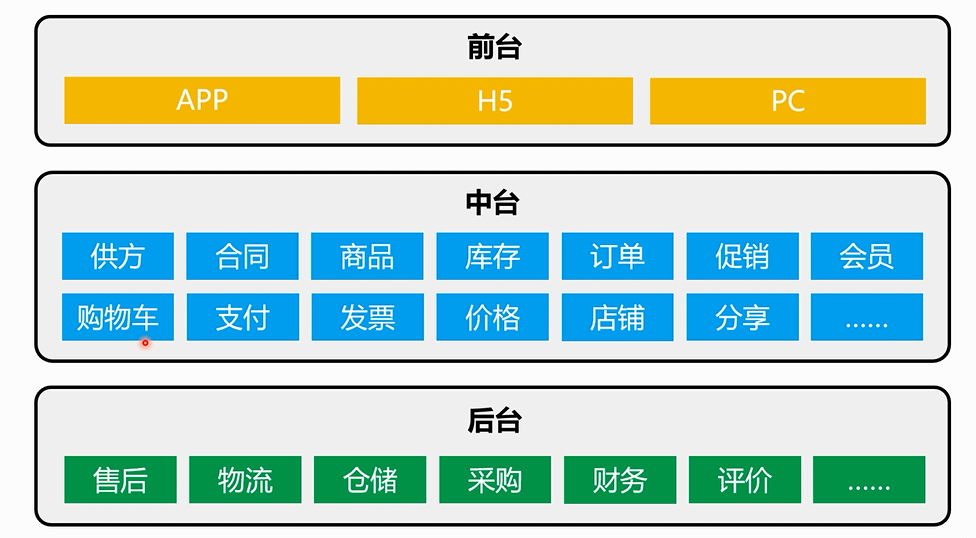 前台
APP H5 PC
中台
供方 合同 商品 库存 订单 促销 会员
购物车 支付 发票 价格 店铺 分享 ......
后台
售后 物流 仓储 采购 财务 评价 ......